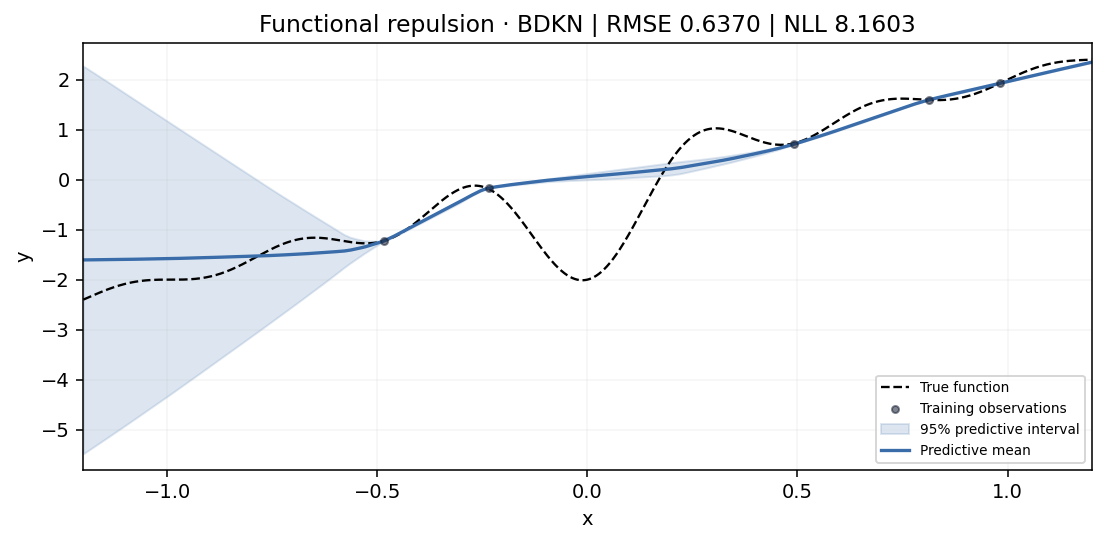 Functional repulsion · BDKN | RMSE 0.6370 | NLL 8.1603
2
1
0
−1
−2
−3
−4
−5
y
True function
Training observations
95% predictive interval
Predictive mean
−1.0 −0.5 0.0 0.5 1.0
x